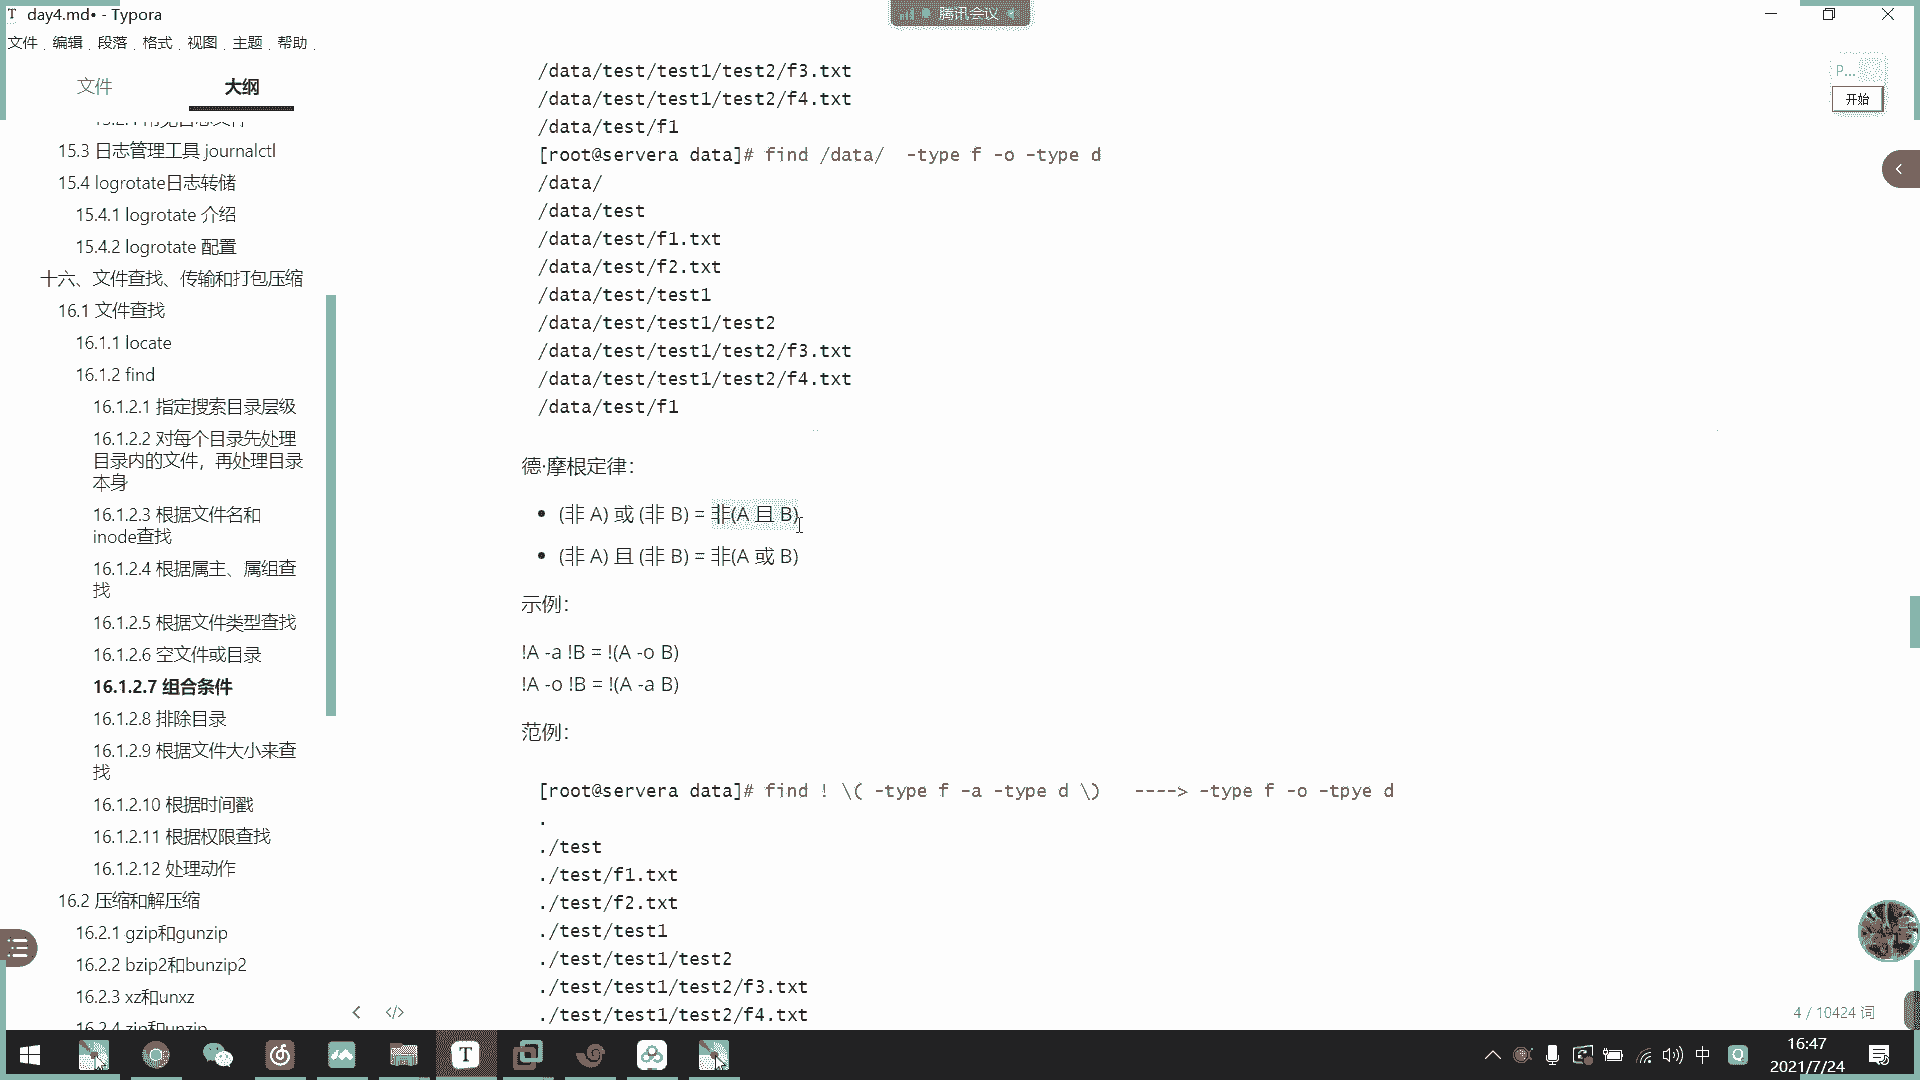 day4.md• - Typora
腾讯会议
文件 编辑 段落 格式 视图 主题 帮助
文件
大纲
15.3 日志管理工具 journalctl
15.4 logrotate日志转储
15.4.1 logrotate 介绍
15.4.2 logrotate 配置
十六、文件查找、传输和打包压缩
16.1 文件查找
16.1.1 locate
16.1.2 find
16.1.2.1 指定搜索目录层级
16.1.2.2 对每个目录先处理
目录内的文件，再处理目录
本身
16.1.2.3 根据文件名和
inode查找
16.1.2.4 根据属主、属组查
找
16.1.2.5 根据文件类型查找
16.1.2.6 空文件或目录
16.1.2.7 组合条件
16.1.2.8 排除目录
16.1.2.9 根据文件大小来查
找
16.1.2.10 根据时间戳
16.1.2.11 根据权限查找
16.1.2.12 处理动作
16.2 压缩和解压缩
16.2.1 gzip和gunzip
16.2.2 bzip2和bunzip2
16.2.3 xz和unxz
16.2.4 zip和unzip
/data/test/test1/test2/f3.txt
/data/test/test1/test2/f4.txt
/data/test/f1
[root@servera data]# find /data/  -type f -o -type d
/data/
/data/test
/data/test/f1.txt
/data/test/f2.txt
/data/test/test1
/data/test/test1/test2
/data/test/test1/test2/f3.txt
/data/test/test1/test2/f4.txt
/data/test/f1
德·摩根定律：
• (非 A) 或 (非 B) = 非(A 且 B)
• (非 A) 且 (非 B) = 非(A 或 B)
示例：
!A -a !B = !(A -o B)
!A -o !B = !(A -a B)
范例：
[root@servera data]# find ! \( -type f -a -type d \)   ----> -type f -o -tpye d
.
./test
./test/f1.txt
./test/f2.txt
./test/test1
./test/test1/test2
./test/test1/test2/f3.txt
./test/test1/test2/f4.txt
P...
开始
4 / 10424 词
中
16:47
2021/7/24